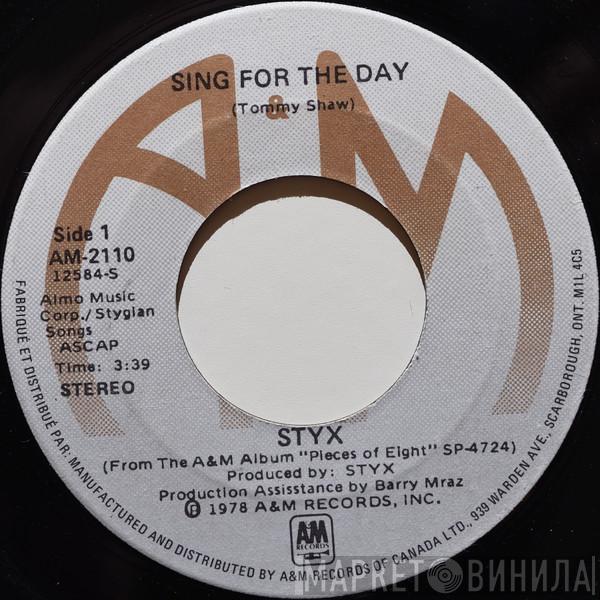 SING FOR THE DAY
(Tommy Shaw)
A&M
Side 1
AM-2110
12584-S
Almo Music
Corp./Stygian
Songs
ASCAP
Time: 3:39
STEREO
STYX
(From The A&M Album "Pieces of Eight" SP-4724)
Produced by: STYX
Production Assisstance by Barry Mraz
℗ 1978 A&M RECORDS, INC.
AM
RECORDS
FABRIQUÉ ET DISTRIBUÉ PAR: MANUFACTURED AND DISTRIBUTED BY A&M RECORDS OF CANADA LTD., 939 WARDEN AVE., SCARBOROUGH, ONT. M1L 4C5
МАРКЕТ ВИНИЛА